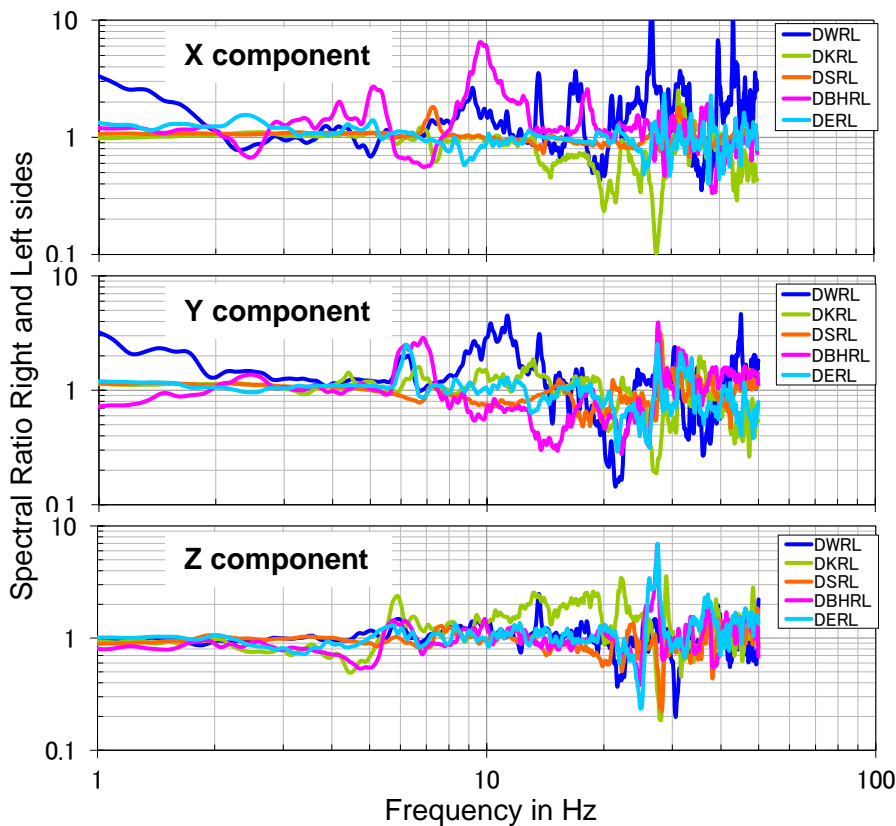 Spectral Ratio Right and Left sides
10
1
0.1
X component
DWRL
DKRL
DSRL
DBHRL
DERL
10
1
0.1
Y component
DWRL
DKRL
DSRL
DBHRL
DERL
10
1
0.1
Z component
DWRL
DKRL
DSRL
DBHRL
DERL
1
10
100
Frequency in Hz